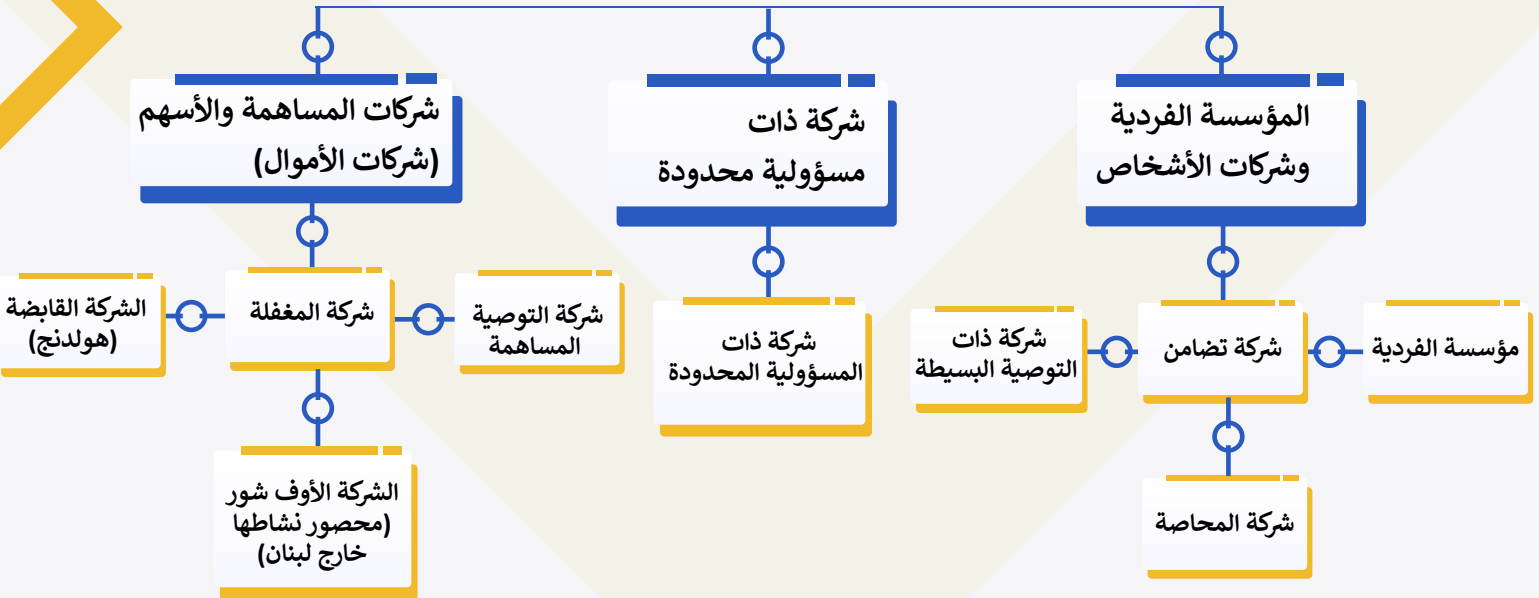 المؤسسة الفردية
وشركات الأشخاص
شركة ذات
مسؤولية محدودة
شركات المساهمة والأسهم
(شركات الأموال)
مؤسسة الفردية
شركة تضامن
شركة ذات
التوصية البسيطة
شركة المحاصة
شركة ذات
المسؤولية المحدودة
شركة التوصية
المساهمة
شركة المغفلة
الشركة القابضة
(هولدنج)
الشركة الأوف شور
(محصور نشاطها
خارج لبنان)